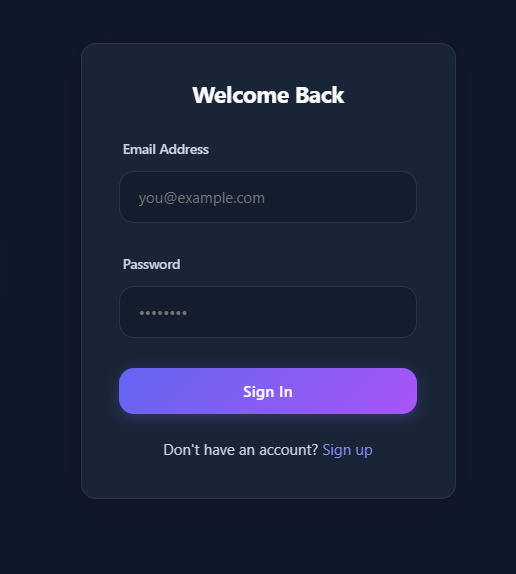 Welcome Back
Email Address
you@example.com
Password
••••••••
Sign In
Don't have an account? Sign up